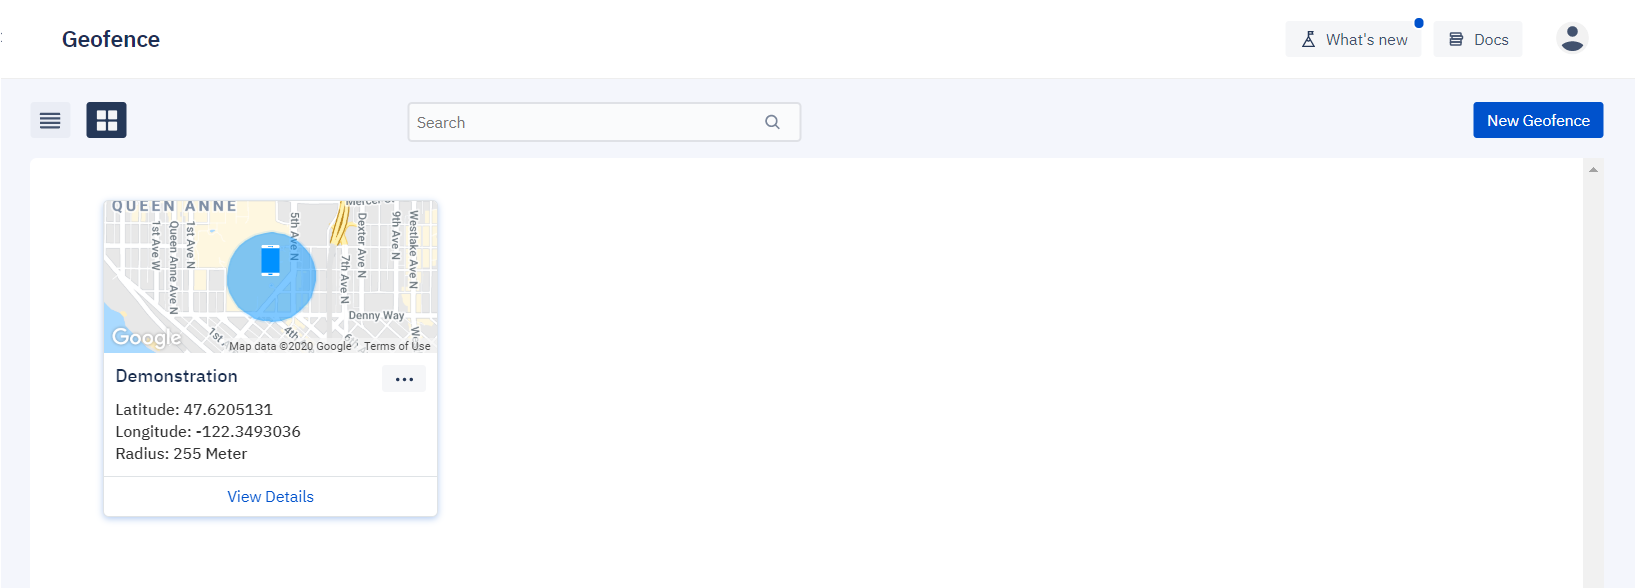 Geofence
What's new
Docs
Search
New Geofence
QUEEN ANNE
Mercer
1st Ave W
Queen Anne Ave N
1st Ave N
5th Ave N
Dexter Ave N
7th Ave N
9th Ave N
Westlake Ave N
Denny Way
1st
4th
6th
We
Google
Map data ©2020 Google
Terms of Use
Demonstration
...
Latitude: 47.6205131
Longitude: -122.3493036
Radius: 255 Meter
View Details